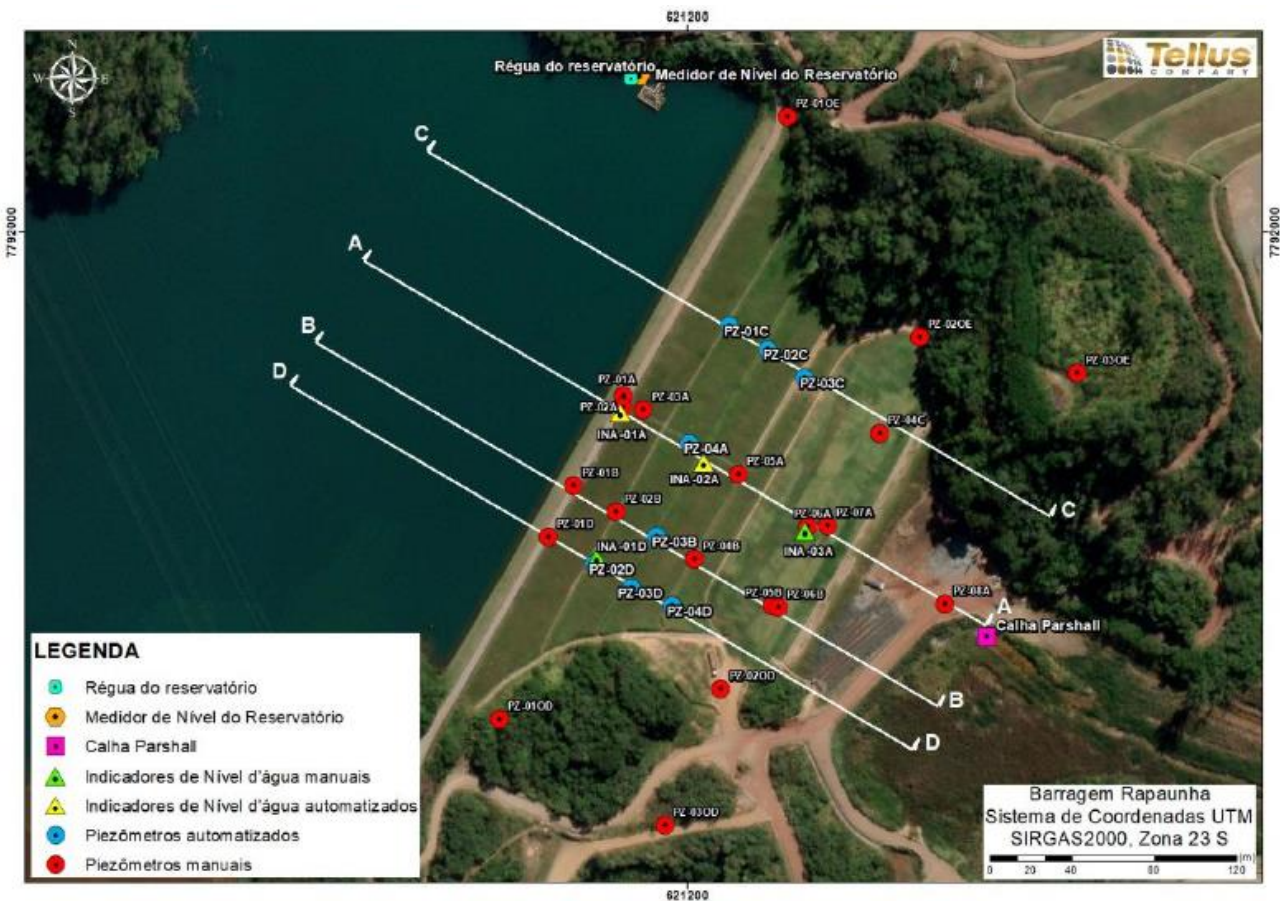 621200
N
W
E
S
Tellus
COMPANY
Régua do reservatório
Medidor de Nível do Reservatório
PZ-01OE
C
7792000
7792000
A
B
D
PZ-01C
PZ-02C
PZ-02OE
PZ-03C
PZ-03OE
PZ-01A
PZ-02A
PZ-03A
INA-01A
PZ-04C
PZ-04A
INA-02A
PZ-05A
PZ-01B
PZ-02B
C
PZ-01D
INA-01D
PZ-03B
PZ-04B
PZ-06A
PZ-07A
INA-03A
PZ-02D
PZ-03D
PZ-04D
PZ-05B
PZ-06B
PZ-08A
A
Calha Parshall
PZ-02OD
B
PZ-01OD
D
PZ-03OD
LEGENDA
Régua do reservatório
Medidor de Nível do Reservatório
Calha Parshall
Indicadores de Nível d'água manuais
Indicadores de Nível d'água automatizados
Piezômetros automatizados
Piezômetros manuais
Barragem Rapaunha
Sistema de Coordenadas UTM
SIRGAS2000, Zona 23 S
(m)
0 20 40 80 120
621200